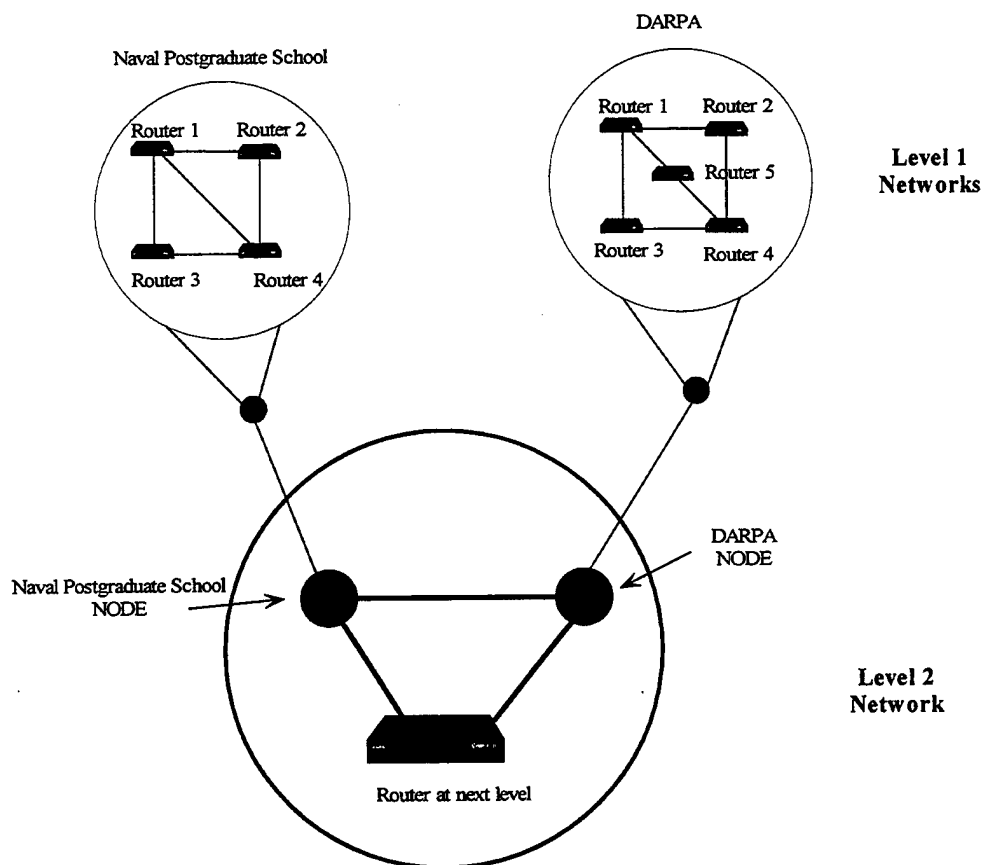 DARPA
Naval Postgraduate School
Router 1 Router 2
Router 1 Router 2
Router 5
Router 3 Router 4
Router 3 Router 4
Level 1
Networks
DARPA
NODE
Naval Postgraduate School
NODE
Level 2
Network
Router at next level